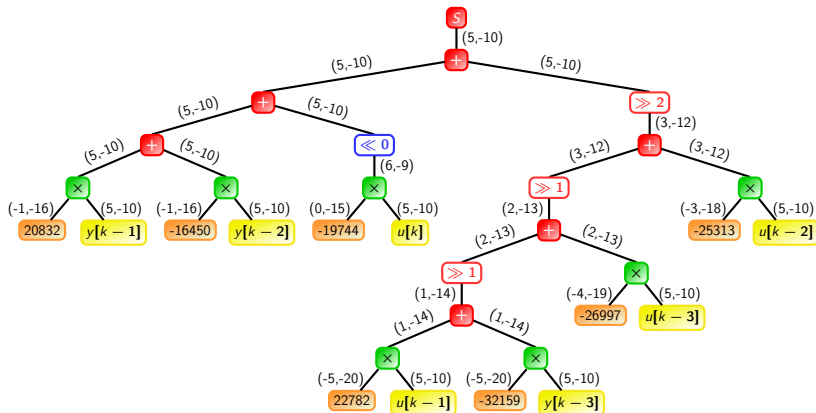 S
(5,-10)
+
(5,-10) (5,-10)
+ ≫ 2
(5,-10) (5,-10) (3,-12)
+ ≪ 0 +
(5,-10) (5,-10) (6,-9) (3,-12) (3,-12)
× × × ≫ 1 ×
(-1,-16) (5,-10) (-1,-16) (5,-10) (0,-15) (5,-10) (2,-13) (-3,-18) (5,-10)
20832 y[k − 1] -16450 y[k − 2] -19744 u[k] + -25313 u[k − 2]
(2,-13) (2,-13)
≫ 1 ×
(1,-14) (-4,-19) (5,-10)
+ -26997 u[k − 3]
(1,-14) (1,-14)
× ×
(-5,-20) (5,-10) (-5,-20) (5,-10)
22782 u[k − 1] -32159 y[k − 3]